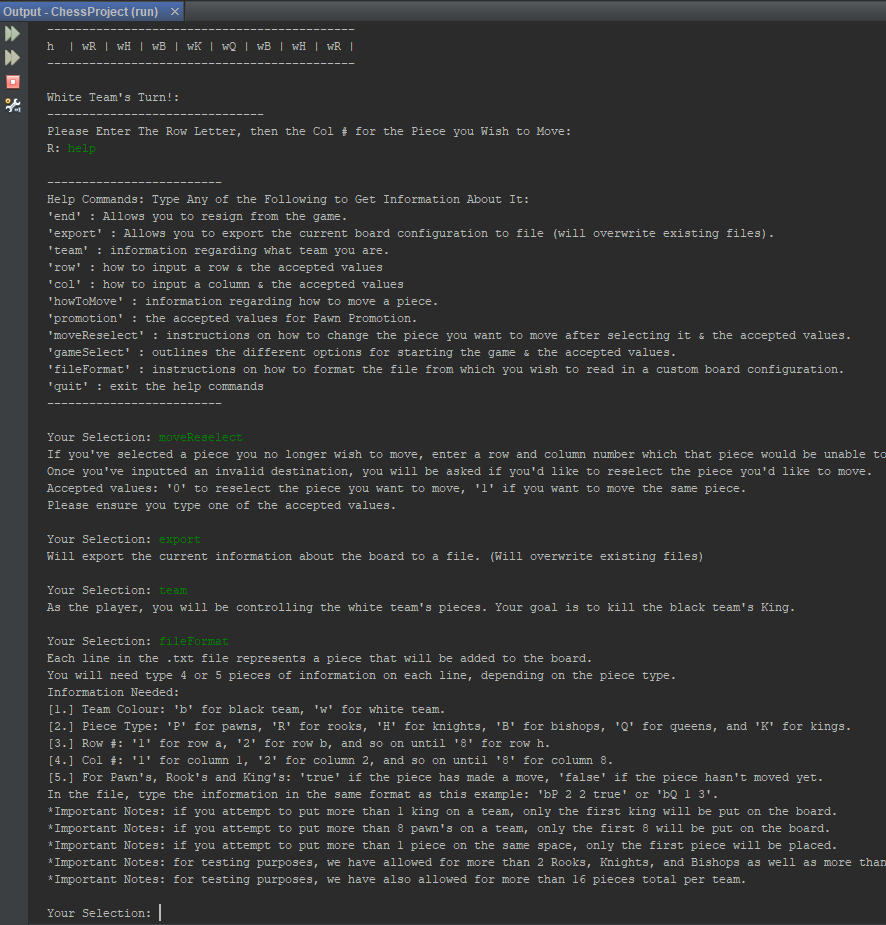 Output - ChessProject (run) ×
--------------------------------------------
h  | wR | wH | wB | wK | wQ | wB | wH | wR |
--------------------------------------------
White Team's Turn!:
-------------------------------
Please Enter The Row Letter, then the Col # for the Piece you Wish to Move:
R: help
-------------------------
Help Commands: Type Any of the Following to Get Information About It:
'end' : Allows you to resign from the game.
'export' : Allows you to export the current board configuration to file (will overwrite existing files).
'team' : information regarding what team you are.
'row' : how to input a row & the accepted values
'col' : how to input a column & the accepted values
'howToMove' : information regarding how to move a piece.
'promotion' : the accepted values for Pawn Promotion.
'moveReselect' : instructions on how to change the piece you want to move after selecting it & the accepted values.
'gameSelect' : outlines the different options for starting the game & the accepted values.
'fileFormat' : instructions on how to format the file from which you wish to read in a custom board configuration.
'quit' : exit the help commands
-------------------------
Your Selection: moveReselect
If you've selected a piece you no longer wish to move, enter a row and column number which that piece would be unable to
Once you've inputted an invalid destination, you will be asked if you'd like to reselect the piece you'd like to move.
Accepted values: '0' to reselect the piece you want to move, '1' if you want to move the same piece.
Please ensure you type one of the accepted values.
Your Selection: export
Will export the current information about the board to a file. (Will overwrite existing files)
Your Selection: team
As the player, you will be controlling the white team's pieces. Your goal is to kill the black team's King.
Your Selection: fileFormat
Each line in the .txt file represents a piece that will be added to the board.
You will need type 4 or 5 pieces of information on each line, depending on the piece type.
Information Needed:
[1.] Team Colour: 'b' for black team, 'w' for white team.
[2.] Piece Type: 'P' for pawns, 'R' for rooks, 'H' for knights, 'B' for bishops, 'Q' for queens, and 'K' for kings.
[3.] Row #: '1' for row a, '2' for row b, and so on until '8' for row h.
[4.] Col #: '1' for column 1, '2' for column 2, and so on until '8' for column 8.
[5.] For Pawn's, Rook's and King's: 'true' if the piece has made a move, 'false' if the piece hasn't moved yet.
In the file, type the information in the same format as this example: 'bP 2 2 true' or 'bQ 1 3'.
*Important Notes: if you attempt to put more than 1 king on a team, only the first king will be put on the board.
*Important Notes: if you attempt to put more than 8 pawn's on a team, only the first 8 will be put on the board.
*Important Notes: if you attempt to put more than 1 piece on the same space, only the first piece will be placed.
*Important Notes: for testing purposes, we have allowed for more than 2 Rooks, Knights, and Bishops as well as more than
*Important Notes: for testing purposes, we have also allowed for more than 16 pieces total per team.
Your Selection: